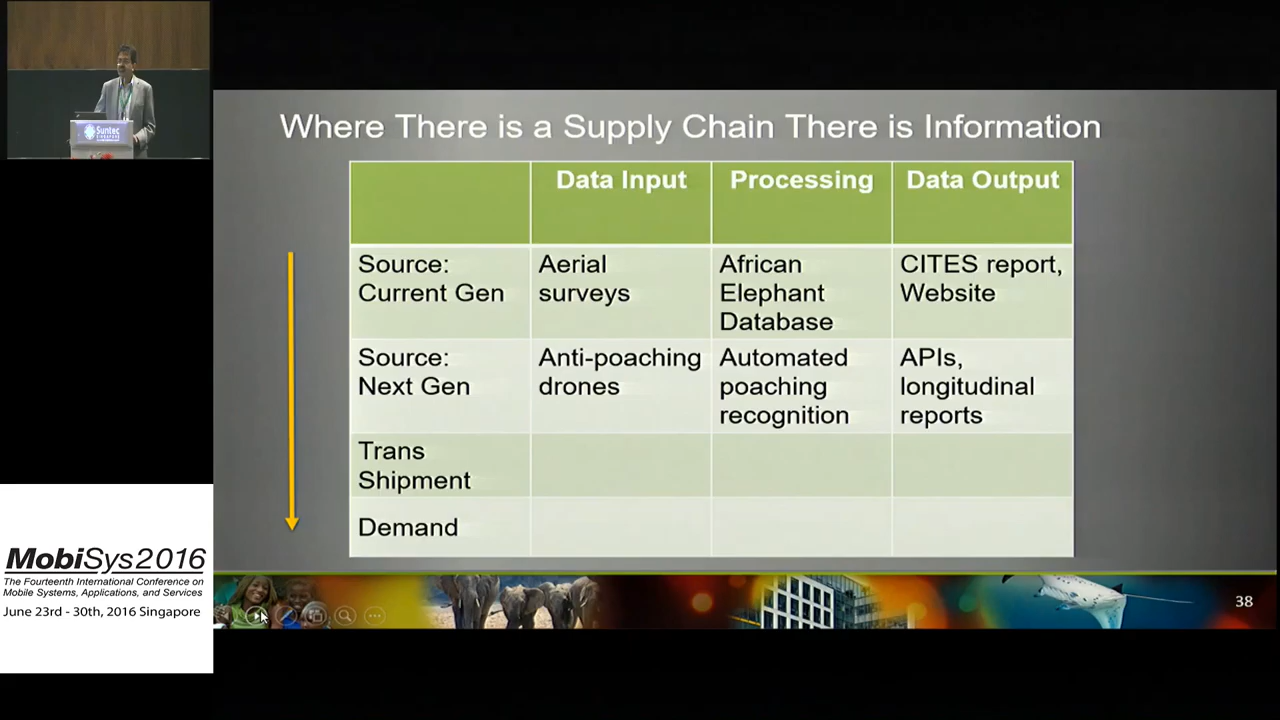 Suntec
SINGAPORE
Where There is a Supply Chain There is Information
Data Input
Processing
Data Output
Source:
Current Gen
Aerial
surveys
African
Elephant
Database
CITES report,
Website
Source:
Next Gen
Anti-poaching
drones
Automated
poaching
recognition
APIs,
longitudinal
reports
Trans
Shipment
Demand
MobiSys2016
The Fourteenth International Conference on
Mobile Systems, Applications, and Services
June 23rd - 30th, 2016 Singapore
38